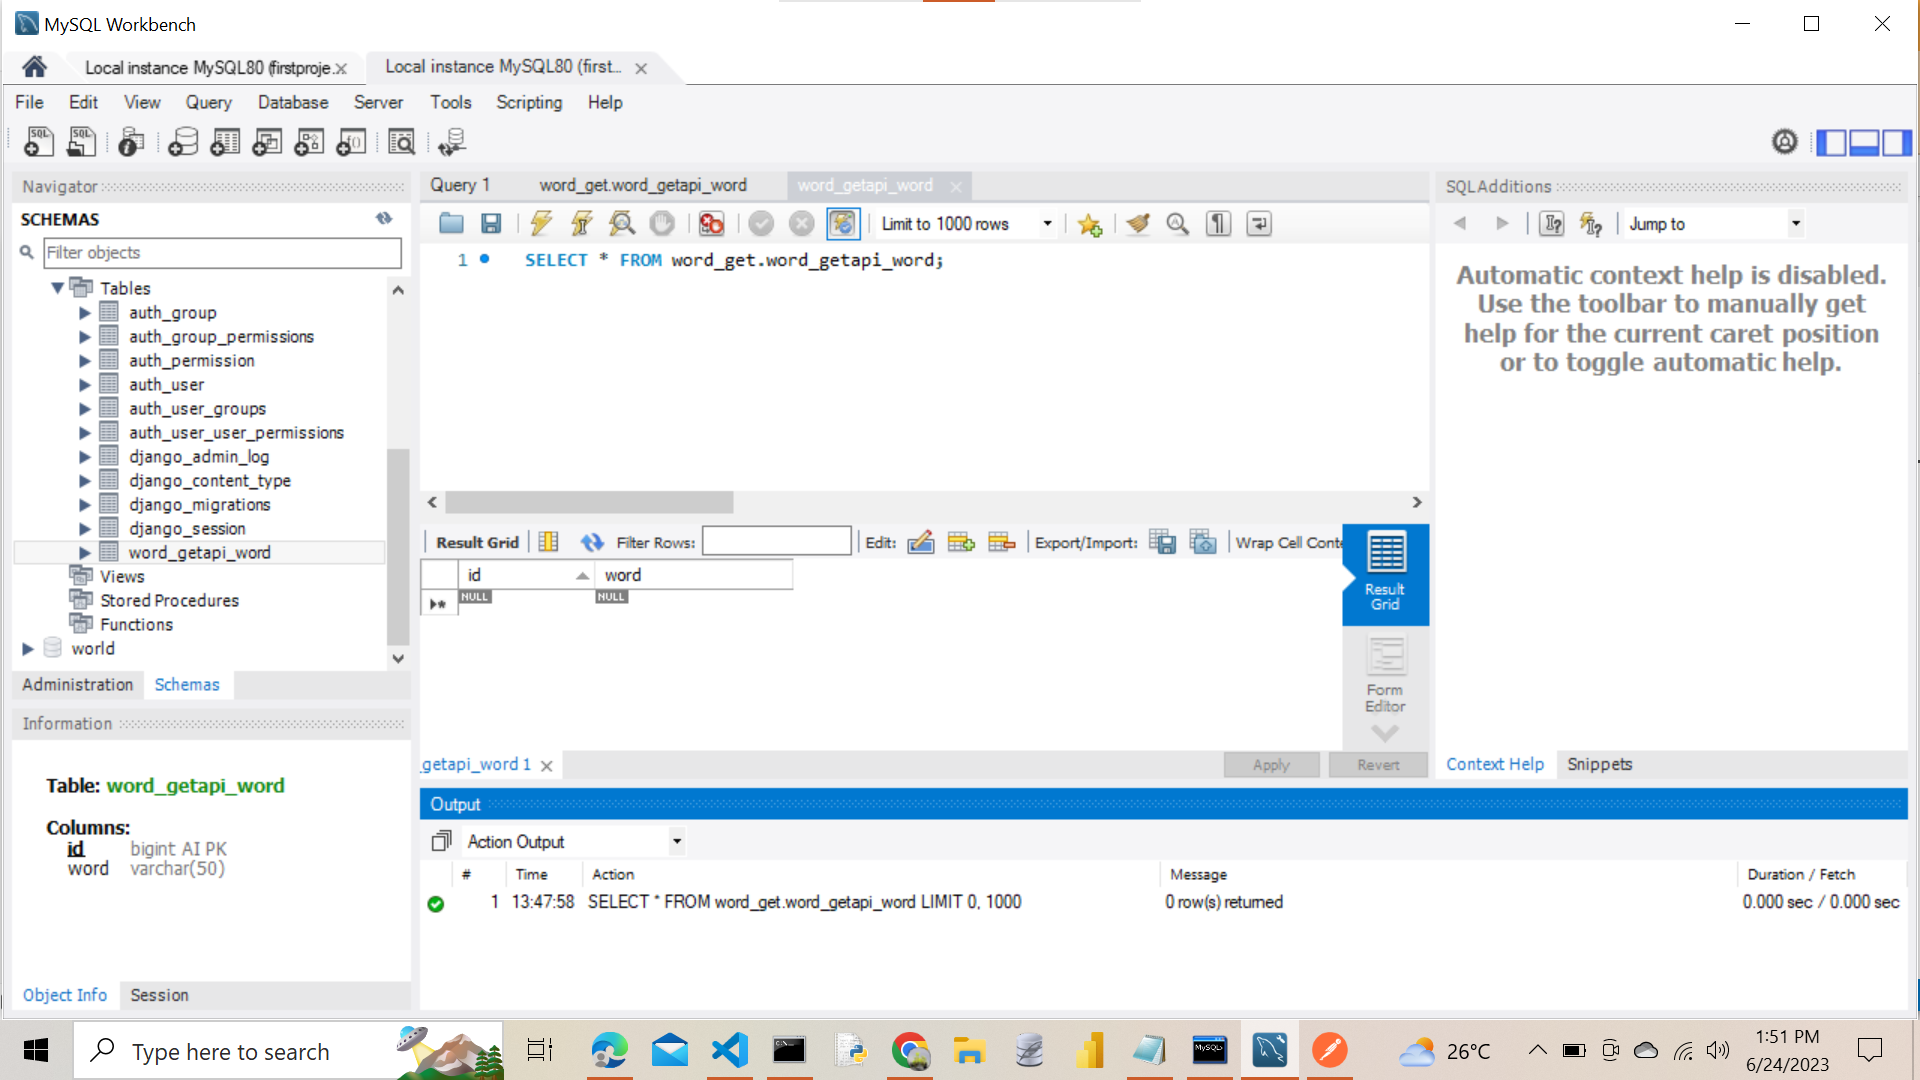 MySQL Workbench
Local instance MySQL80 (firstproje.
Local instance MySQL80 (first...
File Edit View Query Database Server Tools Scripting Help
Navigator
SCHEMAS
Filter objects
Tables
auth_group
auth_group_permissions
auth_permission
auth_user
auth_user_groups
auth_user_user_permissions
django_admin_log
django_content_type
django_migrations
django_session
word_getapi_word
Views
Stored Procedures
Functions
world
Administration Schemas
Information
Table: word_getapi_word
Columns:
id bigint AI PK
word varchar(50)
Object Info Session
Query 1 word_get.word_getapi_word word_getapi_word
Limit to 1000 rows
1 SELECT * FROM word_get.word_getapi_word;
Result Grid Filter Rows: Edit: Export/Import: Wrap Cell Conte
id word
NULL NULL
Result
Grid
Form
Editor
_getapi_word 1
Apply Revert
SQLAdditions
Jump to
Automatic context help is disabled.
Use the toolbar to manually get
help for the current caret position
or to toggle automatic help.
Context Help Snippets
Output
Action Output
# Time Action Message Duration / Fetch
1 13:47:58 SELECT * FROM word_get.word_getapi_word LIMIT 0, 1000 0 row(s) returned 0.000 sec / 0.000 sec
Type here to search
26°C
1:51 PM
6/24/2023